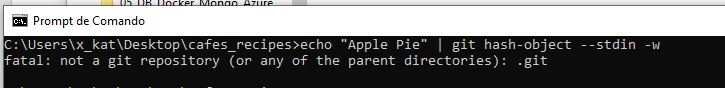 05 DB Docker Mongo Azure
Prompt de Comando
C:\Users\x_kat\Desktop\cafes_recipes>echo "Apple Pie" | git hash-object --stdin -w
fatal: not a git repository (or any of the parent directories): .git